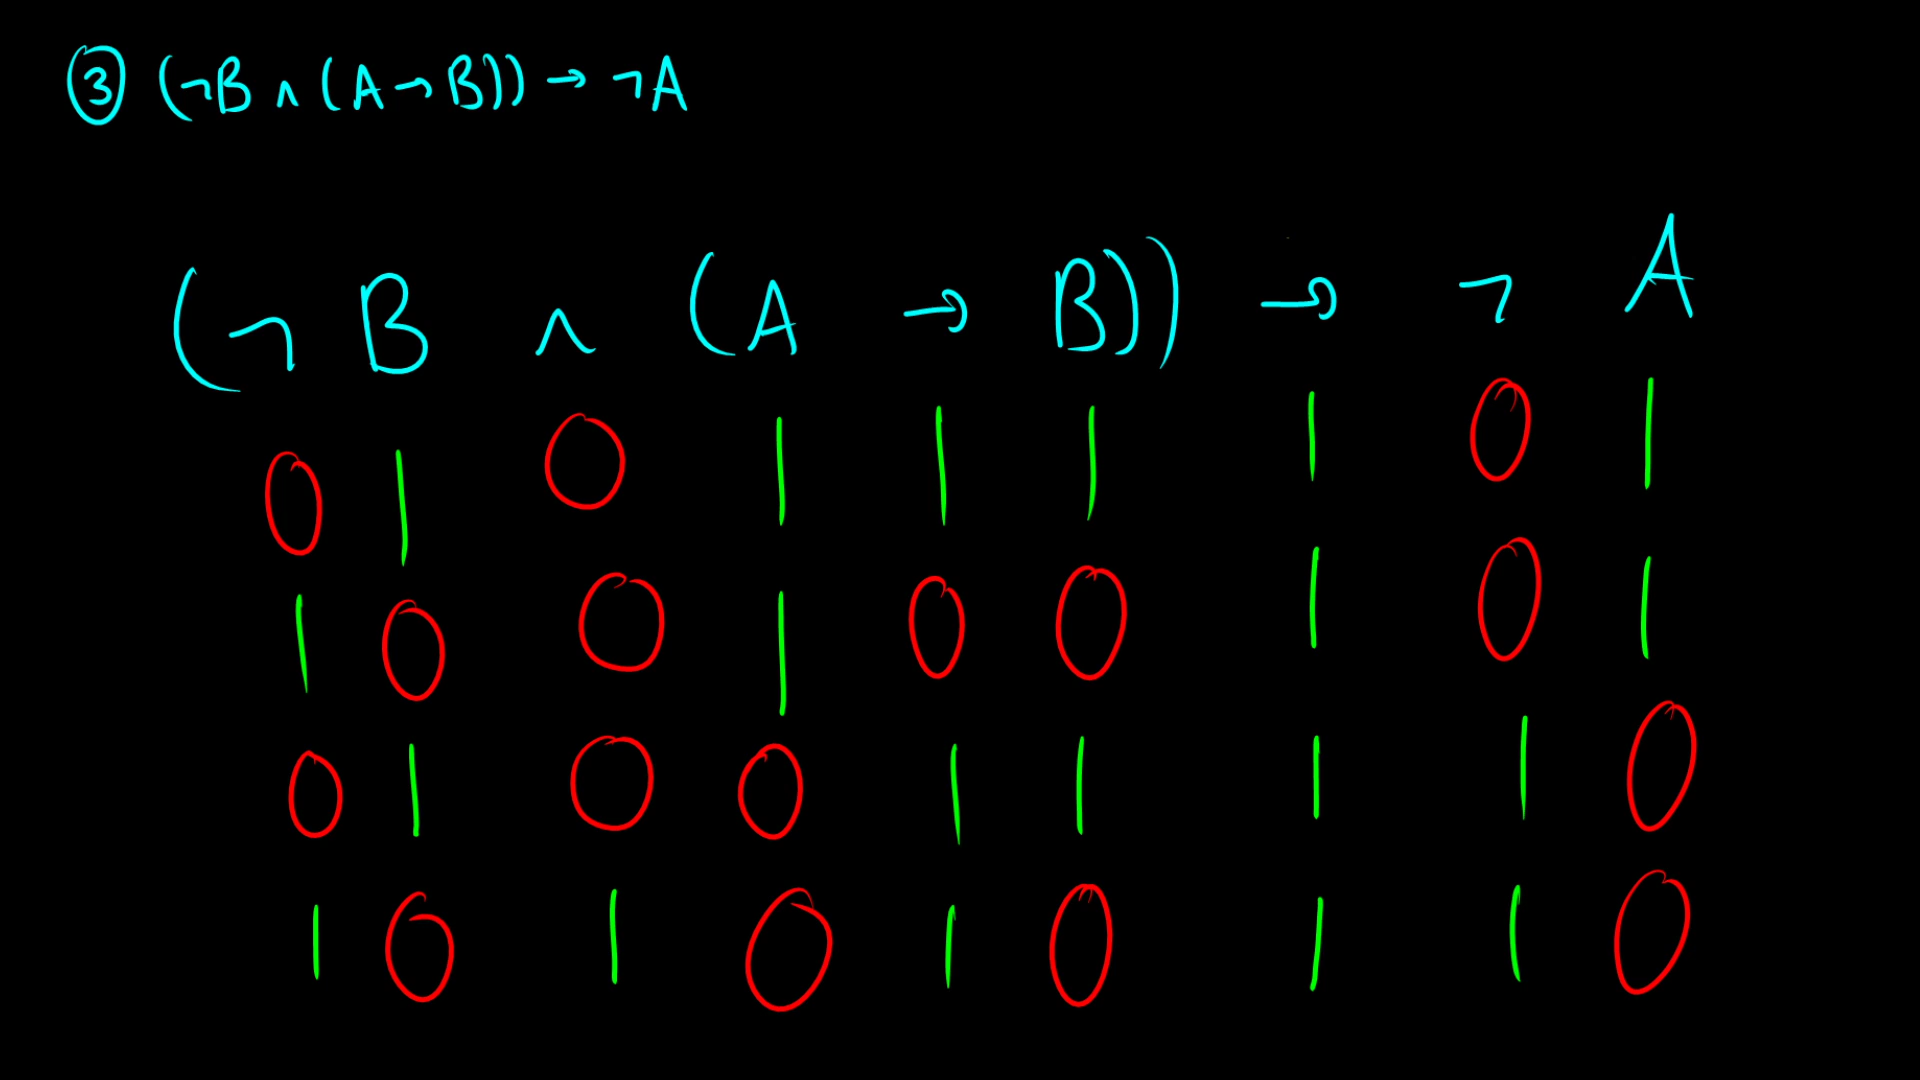 ③ (¬B ∧ (A → B)) → ¬A
(¬ B ∧ (A → B)) → ¬ A
0 1 0 1 1 1 1 0 1
1 0 0 1 0 0 1 0 1
0 1 0 0 1 1 1 1 0
1 0 1 0 1 0 1 1 0